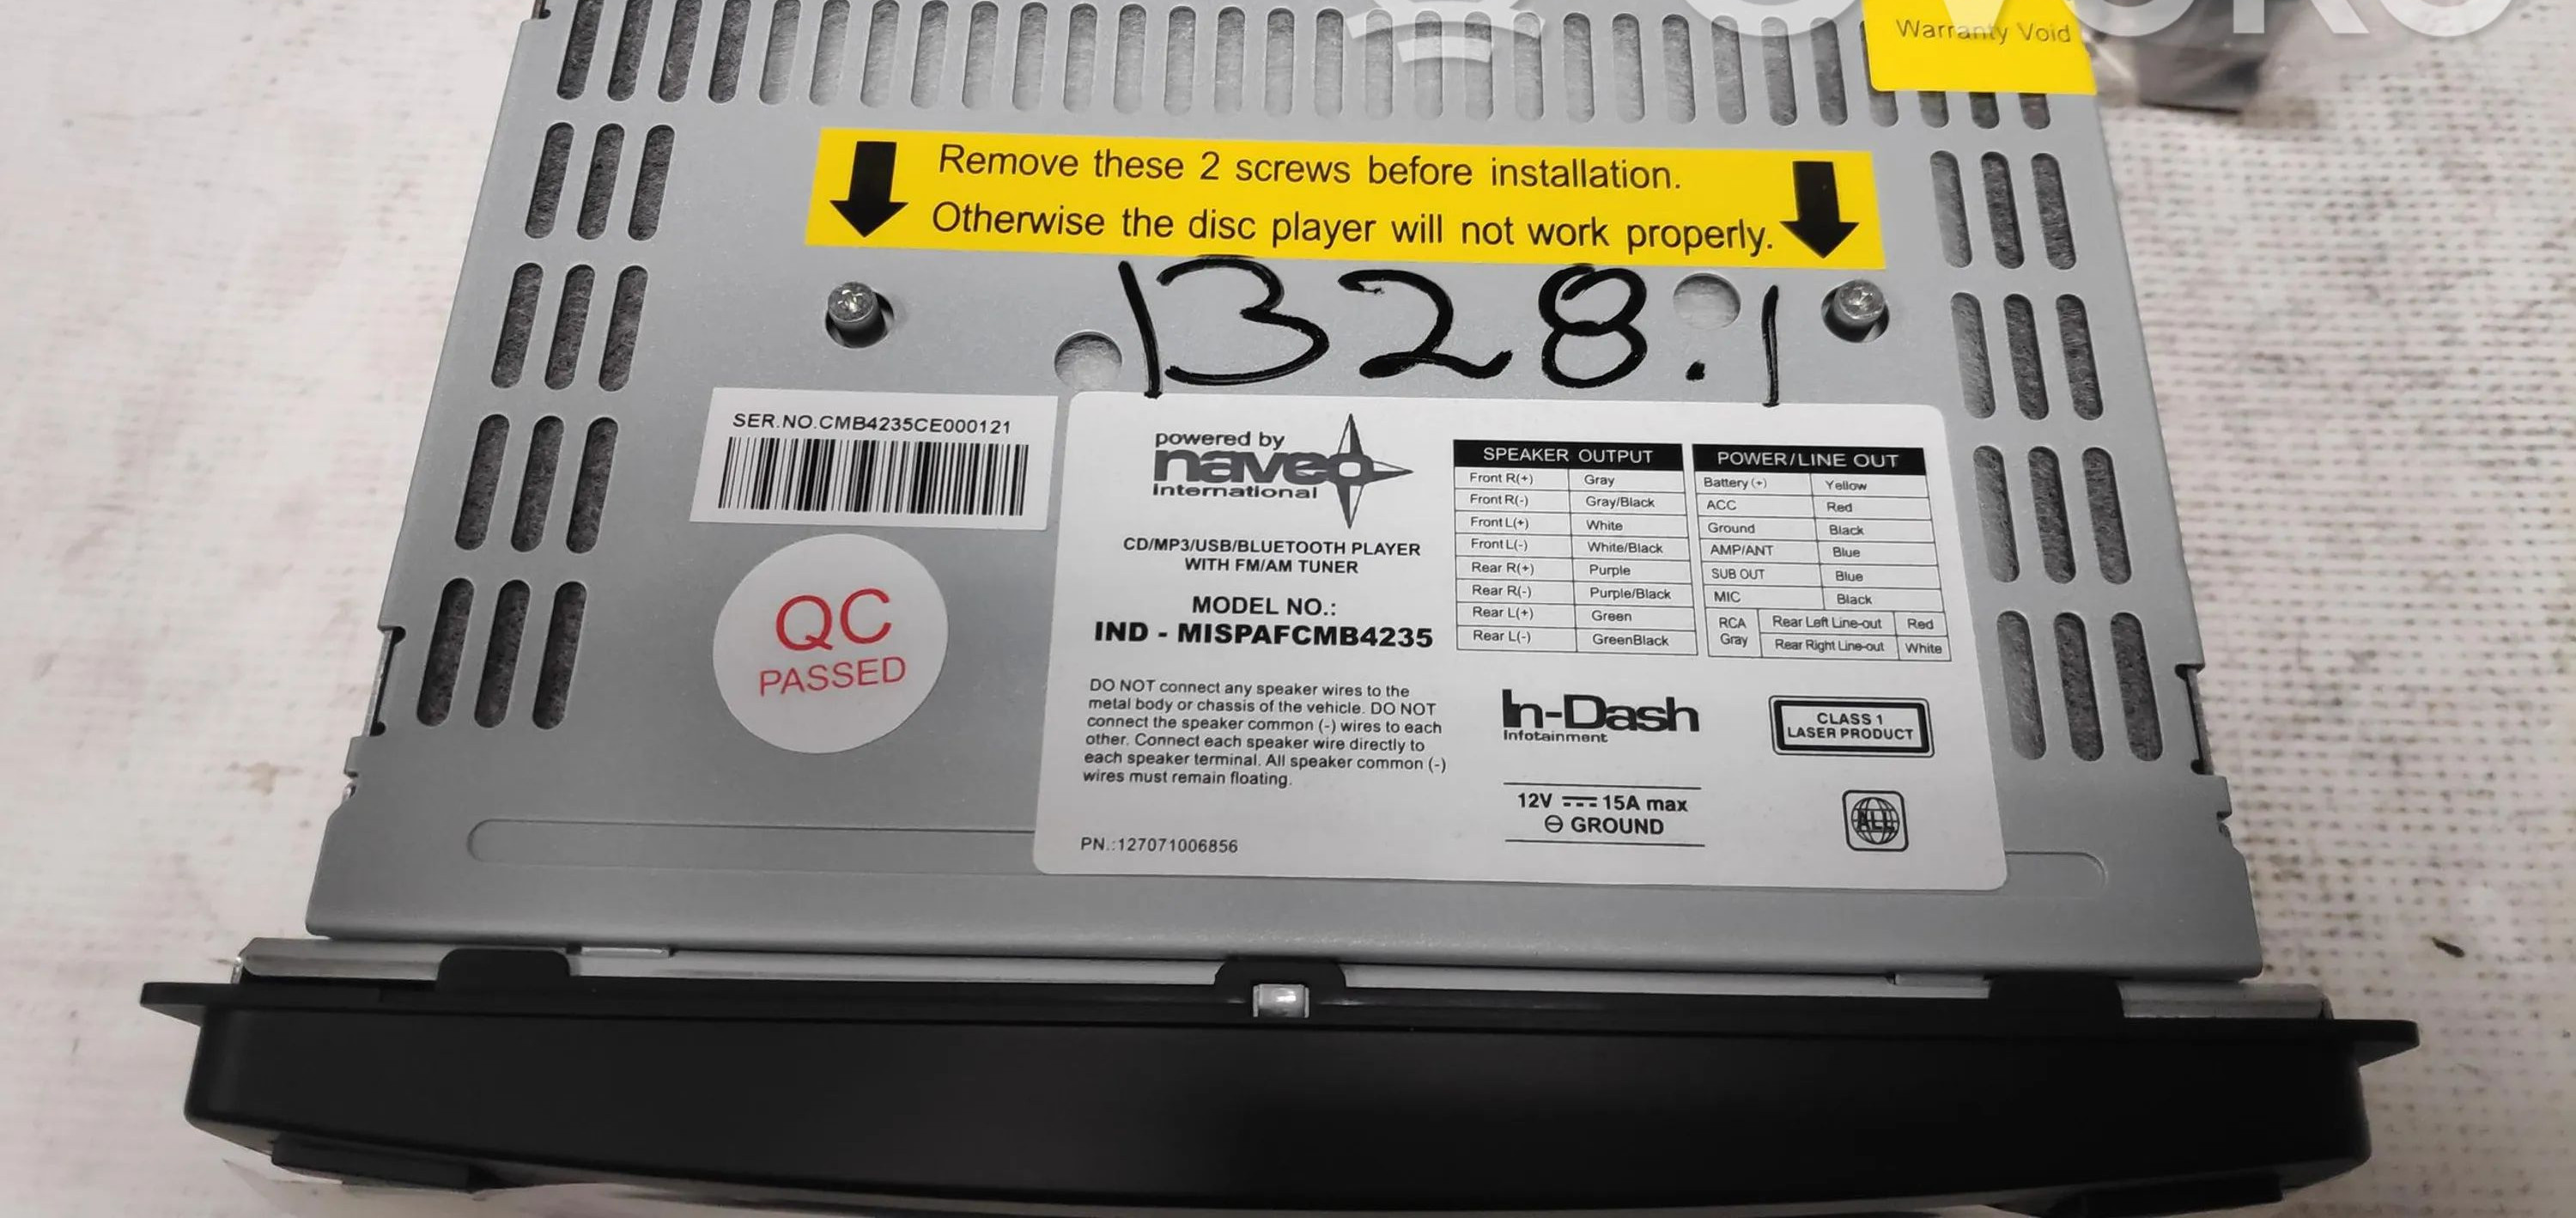 Warranty Void
Remove these 2 screws before installation.
Otherwise the disc player will not work properly.
1328.1
SER.NO.CMB4235CE000121
QC
PASSED
powered by
naveo
international
CD/MP3/USB/BLUETOOTH PLAYER
WITH FM/AM TUNER
MODEL NO.:
IND - MISPAFCMB4235
DO NOT connect any speaker wires to the
metal body or chassis of the vehicle. DO NOT
connect the speaker common (-) wires to each
other. Connect each speaker wire directly to
each speaker terminal. All speaker common (-)
wires must remain floating.
PN.:127071006856
SPEAKER OUTPUT
Front R(+) Gray
Front R(-) Gray/Black
Front L(+) White
Front L(-) White/Black
Rear R(+) Purple
Rear R(-) Purple/Black
Rear L(+) Green
Rear L(-) GreenBlack
POWER/LINE OUT
Battery (+) Yellow
ACC Red
Ground Black
AMP/ANT Blue
SUB OUT Blue
MIC Black
RCA Gray
Rear Left Line-out Red
Rear Right Line-out White
In-Dash
Infotainment
CLASS 1
LASER PRODUCT
12V 15A max
GROUND
ALL